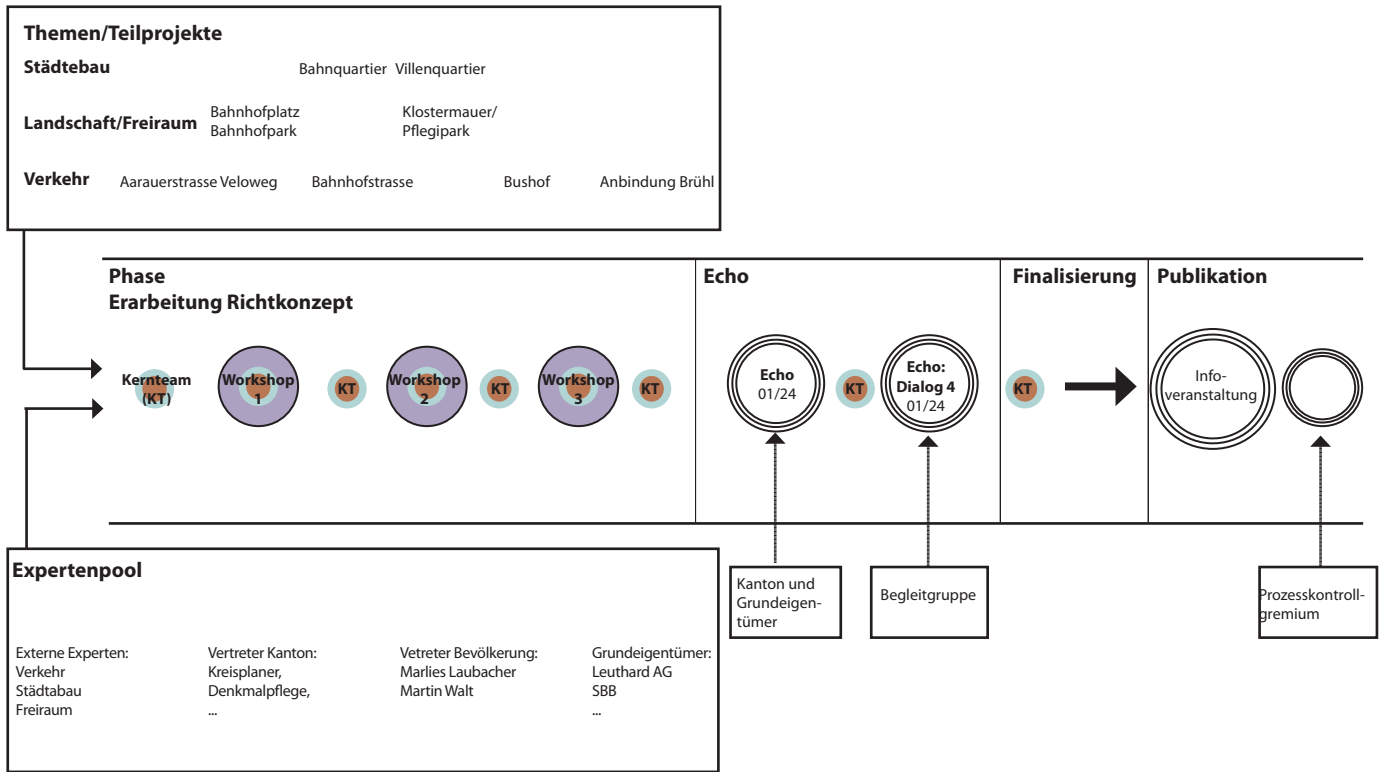 Themen/Teilprojekte
Städtebau
Bahnquartier Villenquartier
Landschaft/Freiraum
Bahnhofplatz
Bahnhofpark
Klostermauer/
Pflegipark
Verkehr
Aarauerstrasse Veloweg
Bahnhofstrasse
Bushof
Anbindung Brühl
Phase
Erarbeitung Richtkonzept
Echo
Finalisierung
Publikation
Kernteam
(KT)
Workshop
1
KT
Workshop
2
KT
Workshop
3
KT
Echo
01/24
KT
Echo:
Dialog 4
01/24
KT
Info-
veranstaltung
Kanton und
Grundeigen-
tümer
Begleitgruppe
Prozesskontroll-
gremium
Expertenpool
Externe Experten:
Verkehr
Städtabau
Freiraum
Vertreter Kanton:
Kreisplaner,
Denkmalpflege,
...
Vetreter Bevölkerung:
Marlies Laubacher
Martin Walt
Grundeigentümer:
Leuthard AG
SBB
...